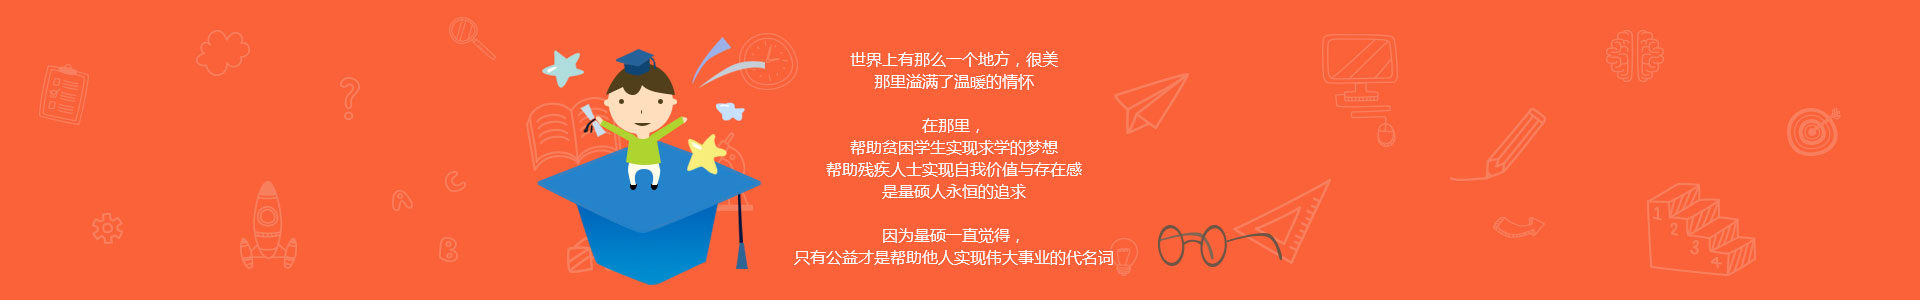 世界上有那么一个地方，很美
那里溢满了温暖的情怀
在那里，
帮助贫困学生实现求学的梦想
帮助残疾人士实现自我价值与存在感
是量硕人永恒的追求
因为量硕一直觉得，
只有公益才是帮助他人实现伟大事业的代名词
?
A
C
B
1
2
3
4